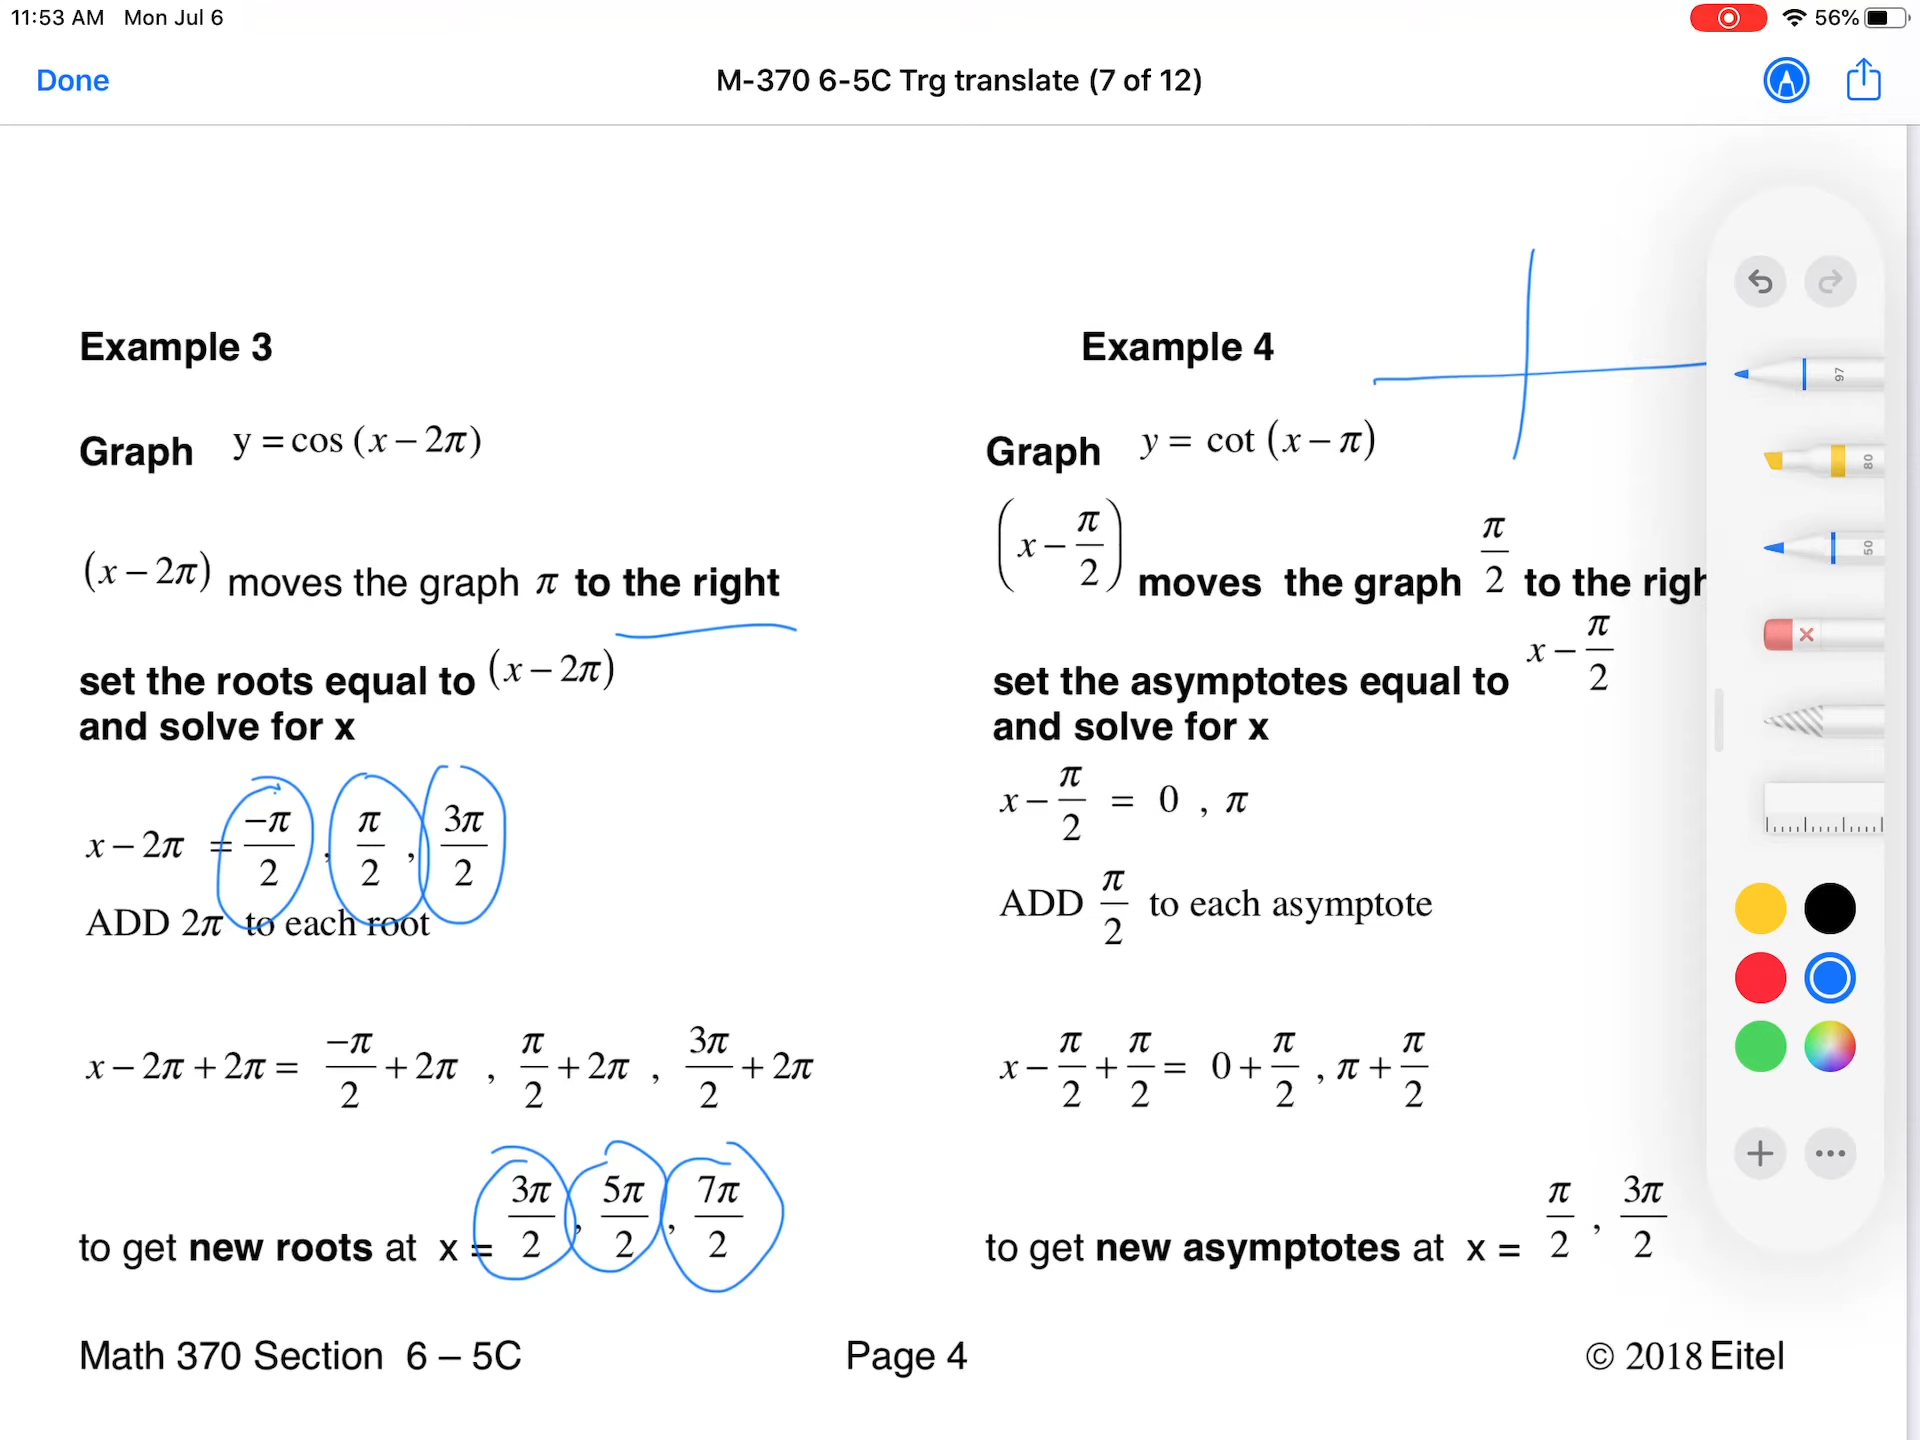 11:53 AM Mon Jul 6
56%
Done
M-370 6-5C Trg translate (7 of 12)
Example 3
Graph y = cos (x – 2π)
(x – 2π) moves the graph π to the right
set the roots equal to (x – 2π)
and solve for x
x – 2π = –π/2 , π/2 , 3π/2
ADD 2π to each root
x – 2π + 2π = –π/2 + 2π , π/2 + 2π , 3π/2 + 2π
to get new roots at x = 3π/2 , 5π/2 , 7π/2
Example 4
Graph y = cot (x – π)
(x – π/2) moves the graph π/2 to the righ
set the asymptotes equal to x – π/2
and solve for x
x – π/2 = 0 , π
ADD π/2 to each asymptote
x – π/2 + π/2 = 0 + π/2 , π + π/2
to get new asymptotes at x = π/2 , 3π/2
97
80
50
Math 370 Section 6 – 5C
Page 4
© 2018 Eitel